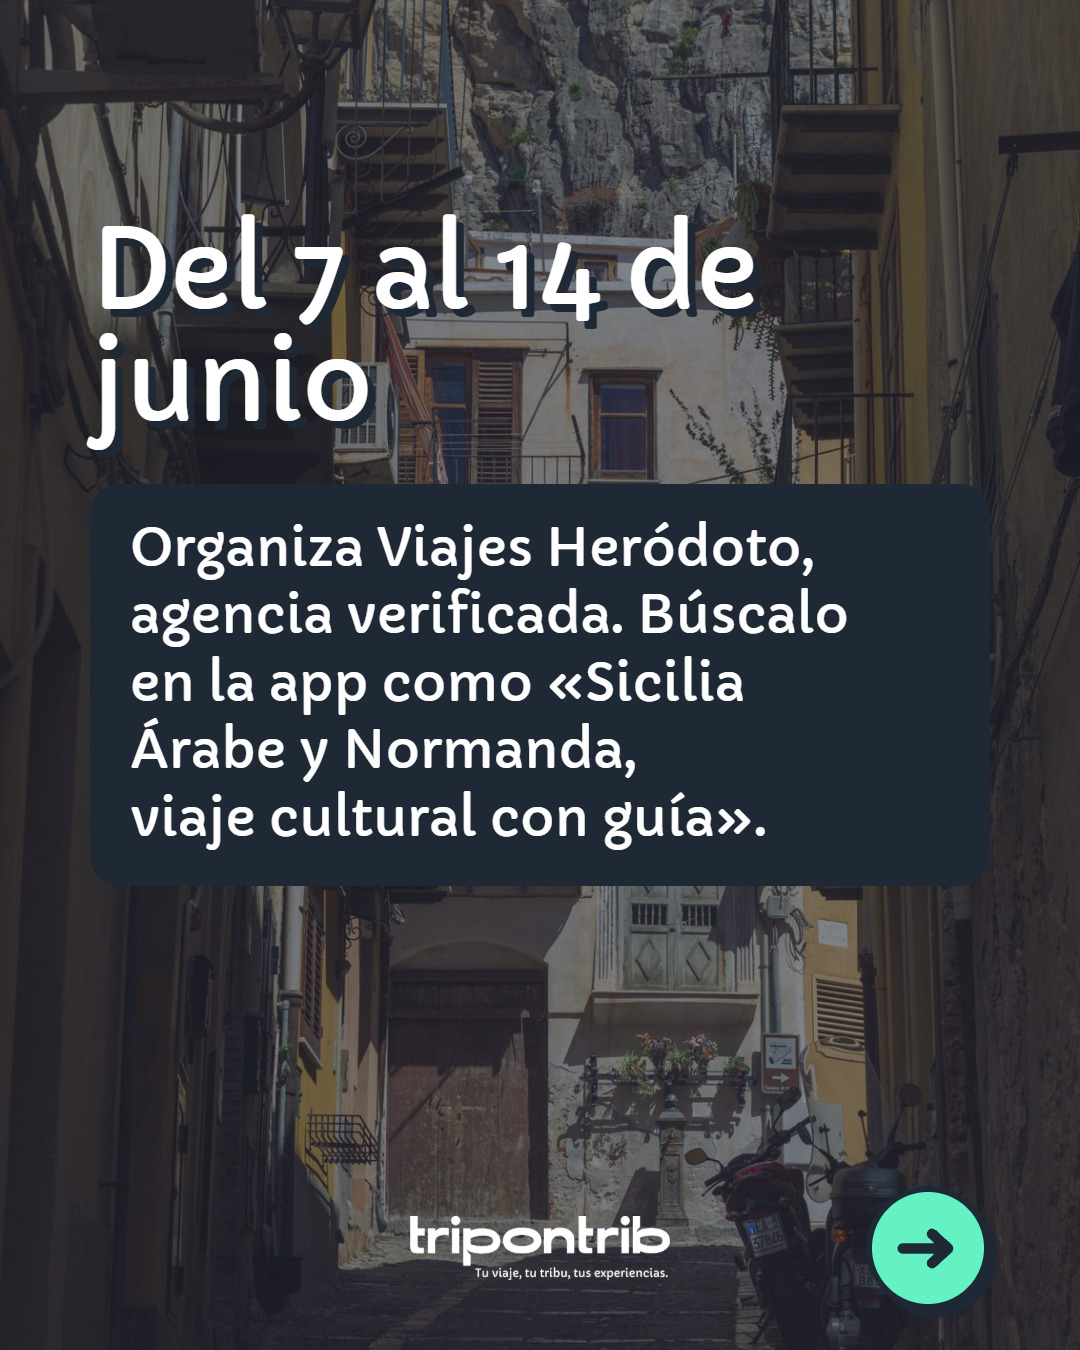 Del 7 al 14 de
junio
Organiza Viajes Heródoto,
agencia verificada. Búscalo
en la app como «Sicilia
Árabe y Normanda,
viaje cultural con guía».
tripontrib
Tu viaje, tu tribu, tus experiencias.